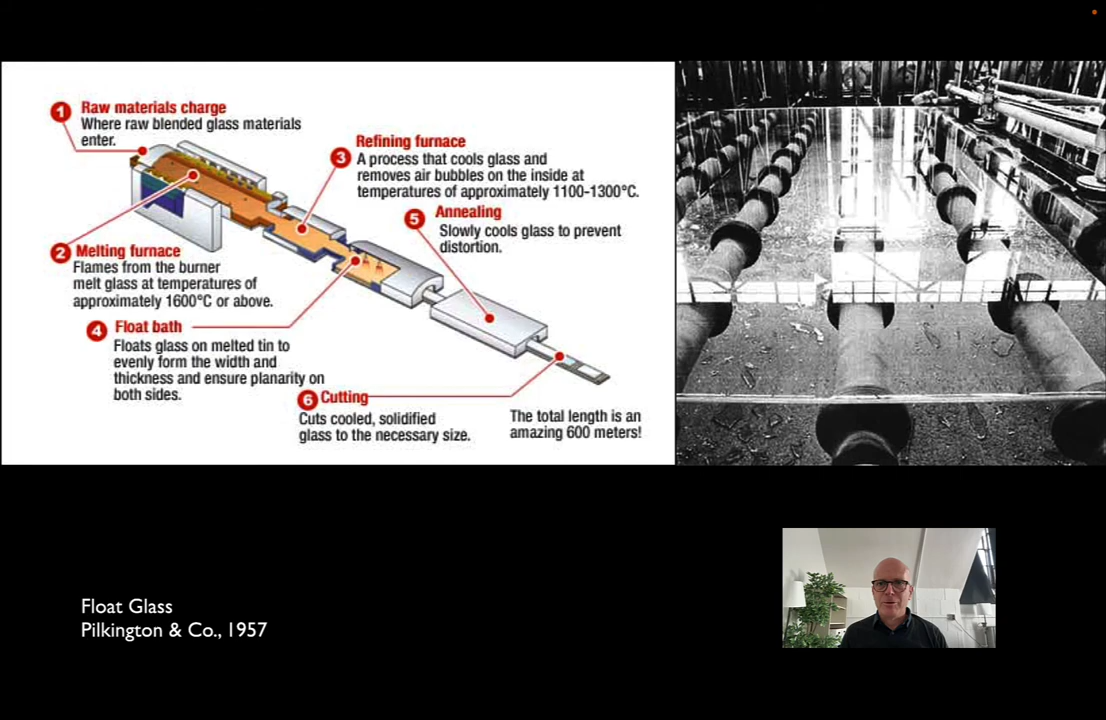 1 Raw materials charge
Where raw blended glass materials
enter.
2 Melting furnace
Flames from the burner
melt glass at temperatures of
approximately 1600°C or above.
Refining furnace
3 A process that cools glass and
removes air bubbles on the inside at
temperatures of approximately 1100-1300°C.
4 Float bath
Floats glass on melted tin to
evenly form the width and
thickness and ensure planarity on
both sides.
5 Annealing
Slowly cools glass to prevent
distortion.
6 Cutting
Cuts cooled, solidified
glass to the necessary size.
The total length is an
amazing 600 meters!
Float Glass
Pilkington & Co., 1957